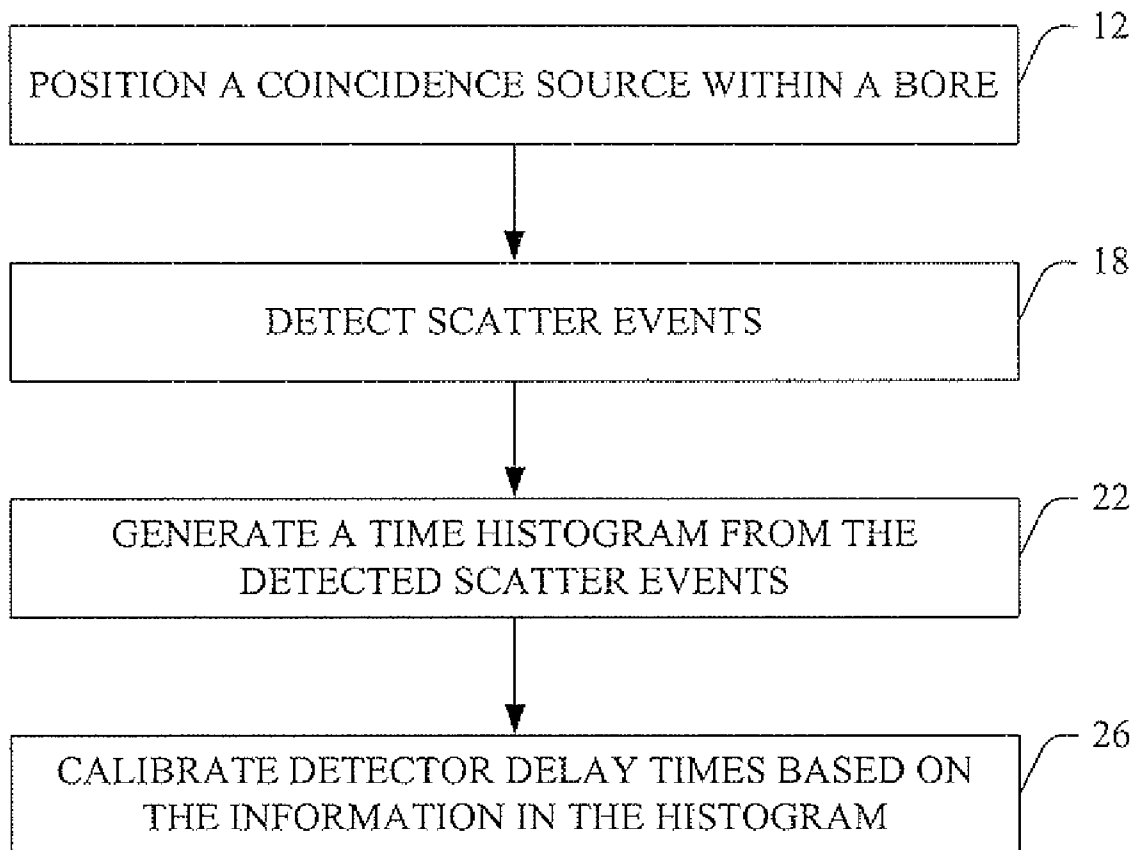 12
POSITION A COINCIDENCE SOURCE WITHIN A BORE
18
DETECT SCATTER EVENTS
22
GENERATE A TIME HISTOGRAM FROM THE
DETECTED SCATTER EVENTS
26
CALIBRATE DETECTOR DELAY TIMES BASED ON
THE INFORMATION IN THE HISTOGRAM